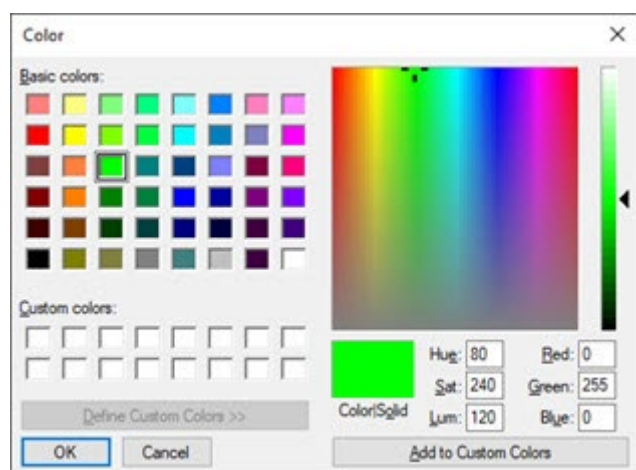 Color
Basic colors:
Custom colors:
Define Custom Colors >>
OK Cancel
Color|Solid
Hue: 80 Red: 0
Sat: 240 Green: 255
Lum: 120 Blue: 0
Add to Custom Colors